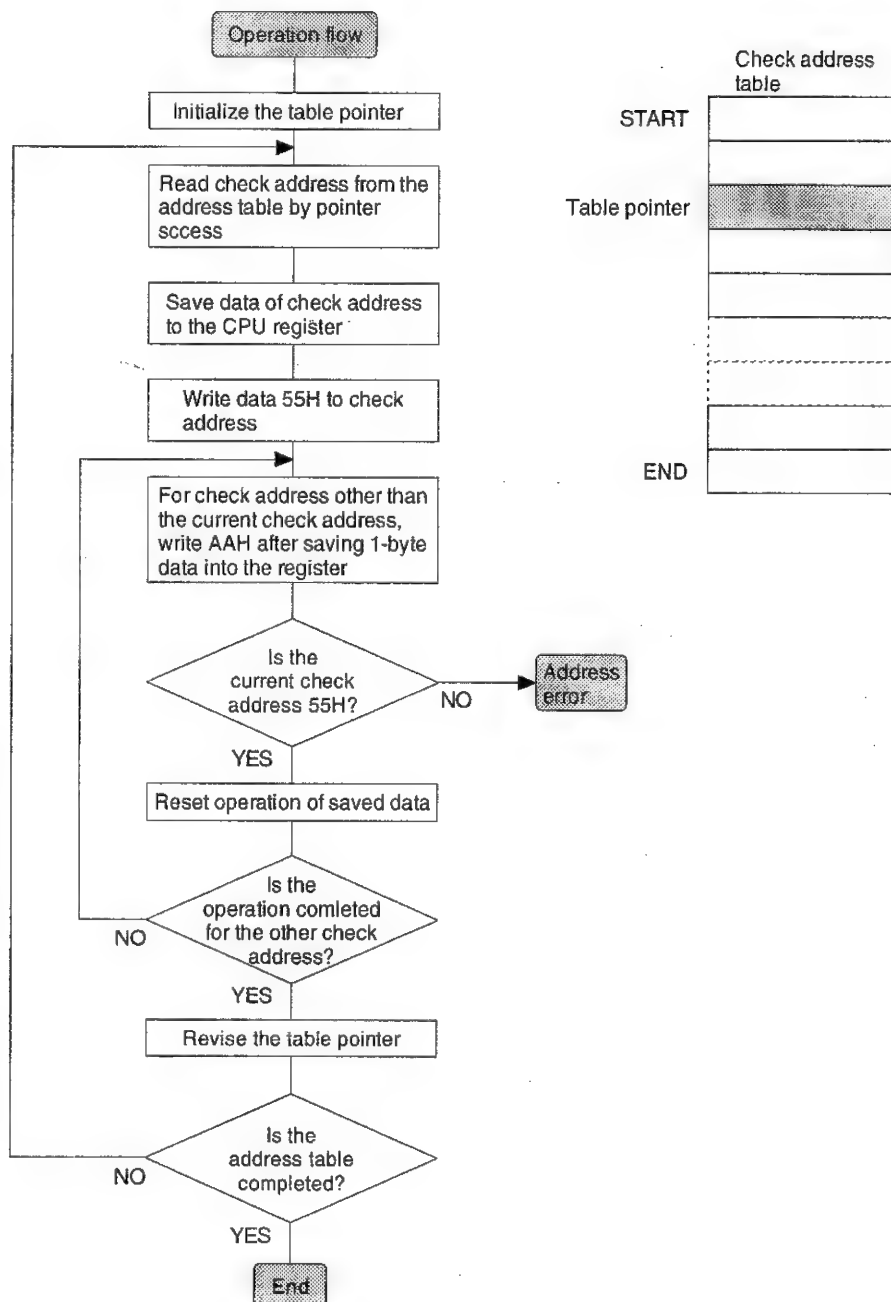 Operation flow
Initialize the table pointer
Read check address from the
address table by pointer
sccess
Save data of check address
to the CPU register
Write data 55H to check
address
For check address other than
the current check address,
write AAH after saving 1-byte
data into the register
Is the
current check
address 55H?
NO
Address
error
YES
Reset operation of saved data
Is the
operation comleted
for the other check
address?
NO
YES
Revise the table pointer
Is the
address table
completed?
NO
YES
End
Check address
table
START
Table pointer
END